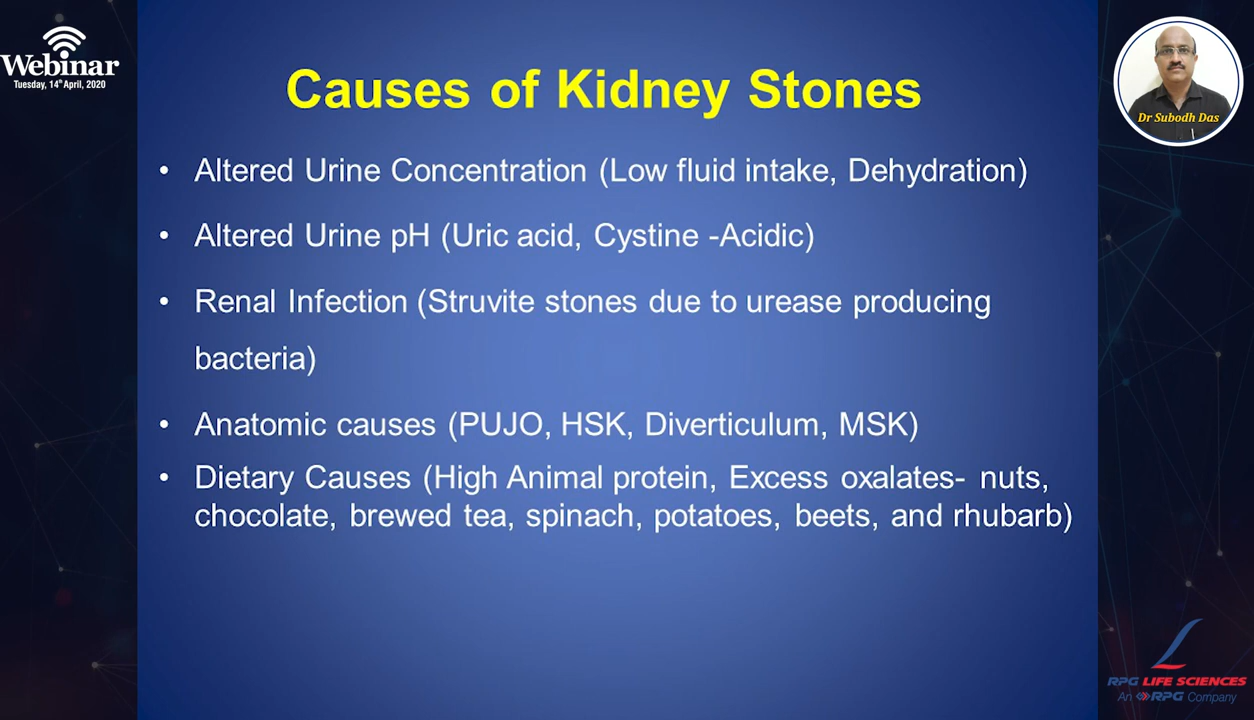 Webinar
Tuesday, 14th April, 2020
Causes of Kidney Stones
Dr Subodh Das
• Altered Urine Concentration (Low fluid intake, Dehydration)
• Altered Urine pH (Uric acid, Cystine -Acidic)
• Renal Infection (Struvite stones due to urease producing
bacteria)
• Anatomic causes (PUJO, HSK, Diverticulum, MSK)
• Dietary Causes (High Animal protein, Excess oxalates- nuts,
chocolate, brewed tea, spinach, potatoes, beets, and rhubarb)
RPG LIFE SCIENCES
An RPG Company